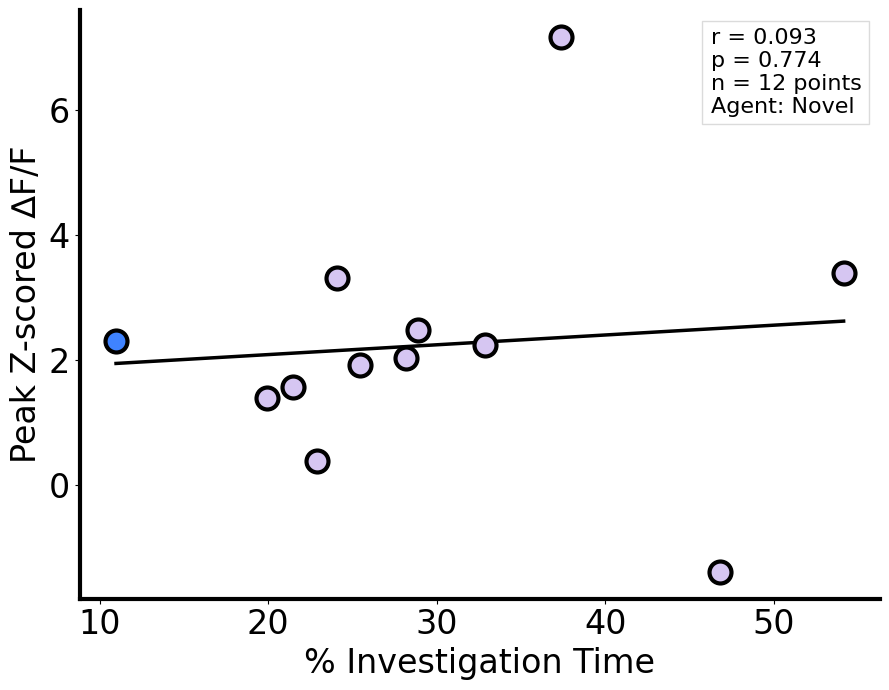 r = 0.093
p = 0.774
n = 12 points
Agent: Novel
Peak Z-scored ΔF/F
6
4
2
0
10 20 30 40 50
% Investigation Time